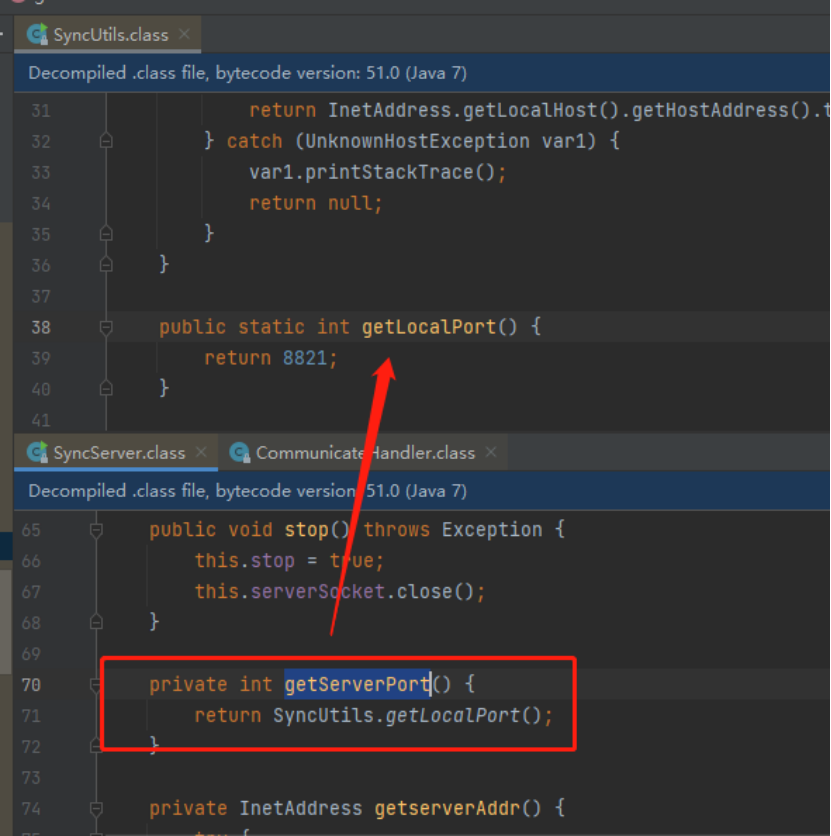 SyncUtils.class
Decompiled .class file, bytecode version: 51.0 (Java 7)
31 return InetAddress.getLocalHost().getHostAddress().t
32 } catch (UnknownHostException var1) {
33 var1.printStackTrace();
34 return null;
35 }
36 }
37
38 public static int getLocalPort() {
39 return 8821;
40 }
41
SyncServer.class CommunicateHandler.class
Decompiled .class file, bytecode version: 51.0 (Java 7)
65 public void stop() throws Exception {
66 this.stop = true;
67 this.serverSocket.close();
68 }
69
70 private int getServerPort() {
71 return SyncUtils.getLocalPort();
72 }
73
74 private InetAddress getserverAddr() {